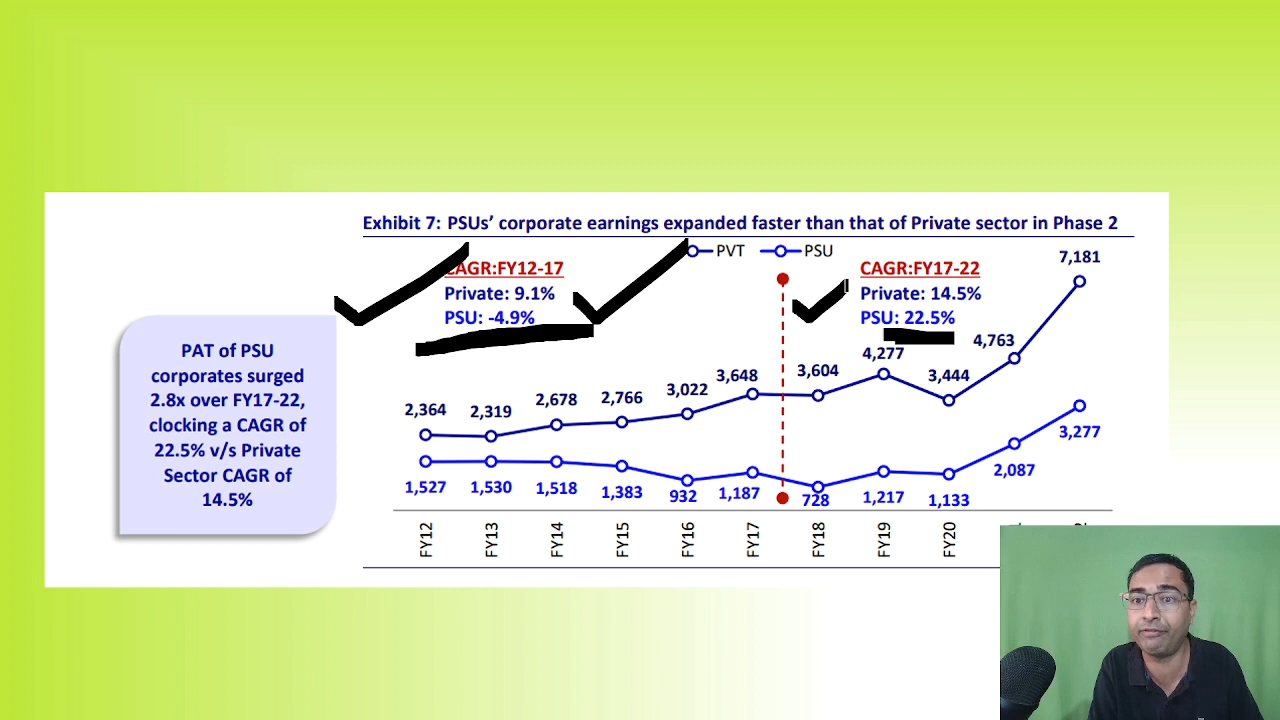 Exhibit 7: PSUs' corporate earnings expanded faster than that of Private sector in Phase 2
PVT PSU
CAGR:FY12-17
Private: 9.1%
PSU: -4.9%
CAGR:FY17-22
Private: 14.5%
PSU: 22.5%
PAT of PSU
corporates surged
2.8x over FY17-22,
clocking a CAGR of
22.5% v/s Private
Sector CAGR of
14.5%
2,364 2,319 2,678 2,766 3,022 3,648 3,604 4,277 3,444 4,763 7,181
1,527 1,530 1,518 1,383 932 1,187 728 1,217 1,133 2,087 3,277
FY12 FY13 FY14 FY15 FY16 FY17 FY18 FY19 FY20